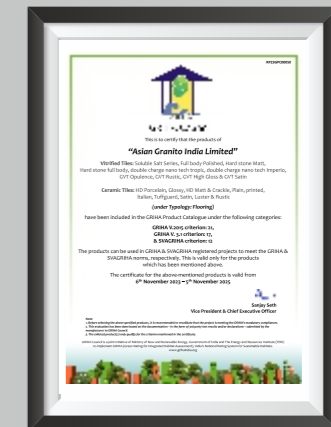 This is to certify that the products of
“Asian Granito India Limited”
Vitrified Tiles: Soluble Salt Series, Full body Polished, Hard stone Matt,
Hard stone full body, double charge nano tech tropic, double charge nano tech Imperio,
GVT Opulence, GVT Rustic, GVT High Gloss & GVT Satin
Ceramic Tiles: HD Porcelain, Glossy, HD Matt & Crackle, Plain, printed,
Italian, Tuffguard, Satin, Luster & Rustic
(under Typology: Flooring)
have been included in the GRIHA Product Catalogue under the following categories:
GRIHA V.2015 criterion: 21,
GRIHA V. 3.1 criterion: 17,
& SVAGRIHA criterion: 12
The products can be used in GRIHA & SVAGRIHA registered projects to meet the GRIHA &
SVAGRIHA norms, respectively. This is valid only for the products
which has been mentioned above.
The certificate for the above-mentioned products is valid from
6th November 2023 – 5th November 2025
Sanjay Seth
Vice President & Chief Executive Officer
Note: